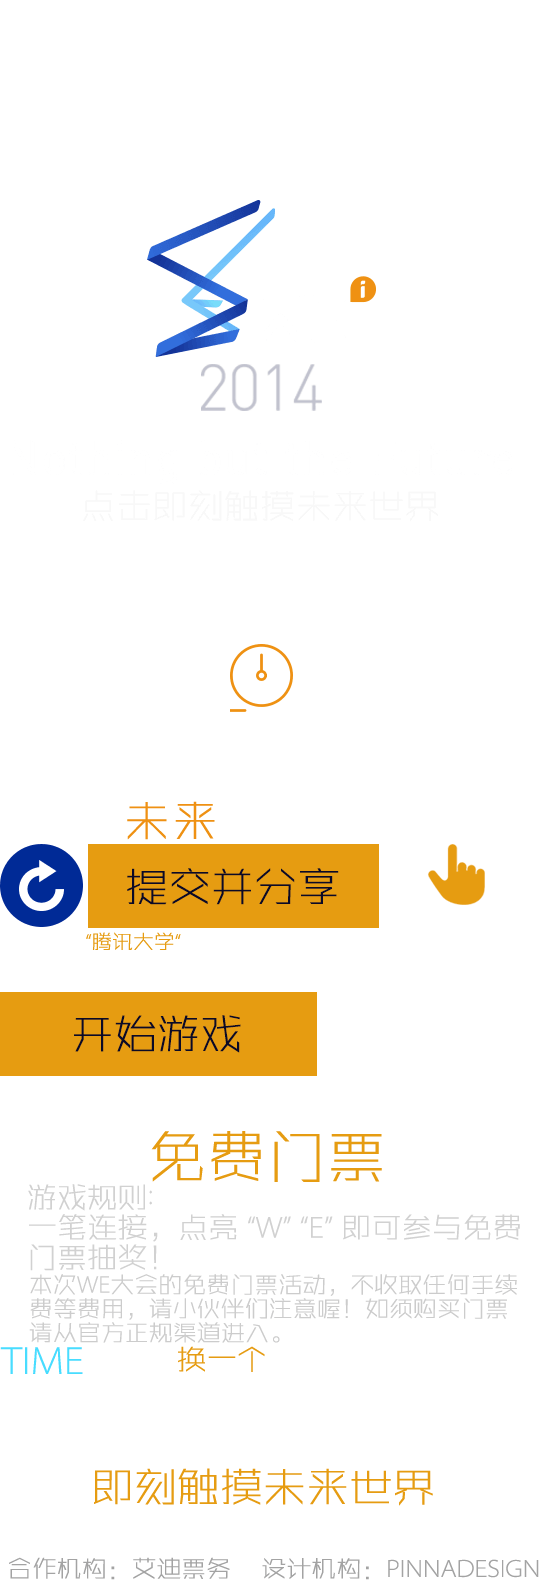 2014
点击即刻触摸未来世界
未来
提交并分享
“腾讯大学“
开始游戏
免费门票
游戏规则:
一笔连接，点亮 “W” “E” 即可参与免费
门票抽奖！
本次WE大会的免费门票活动，不收取任何手续
费等费用，请小伙伴们注意喔！如须购买门票
请从官方正规渠道进入。
TIME 换一个
即刻触摸未来世界
合作机构：艾迪票务 设计机构：PINNADESIGN